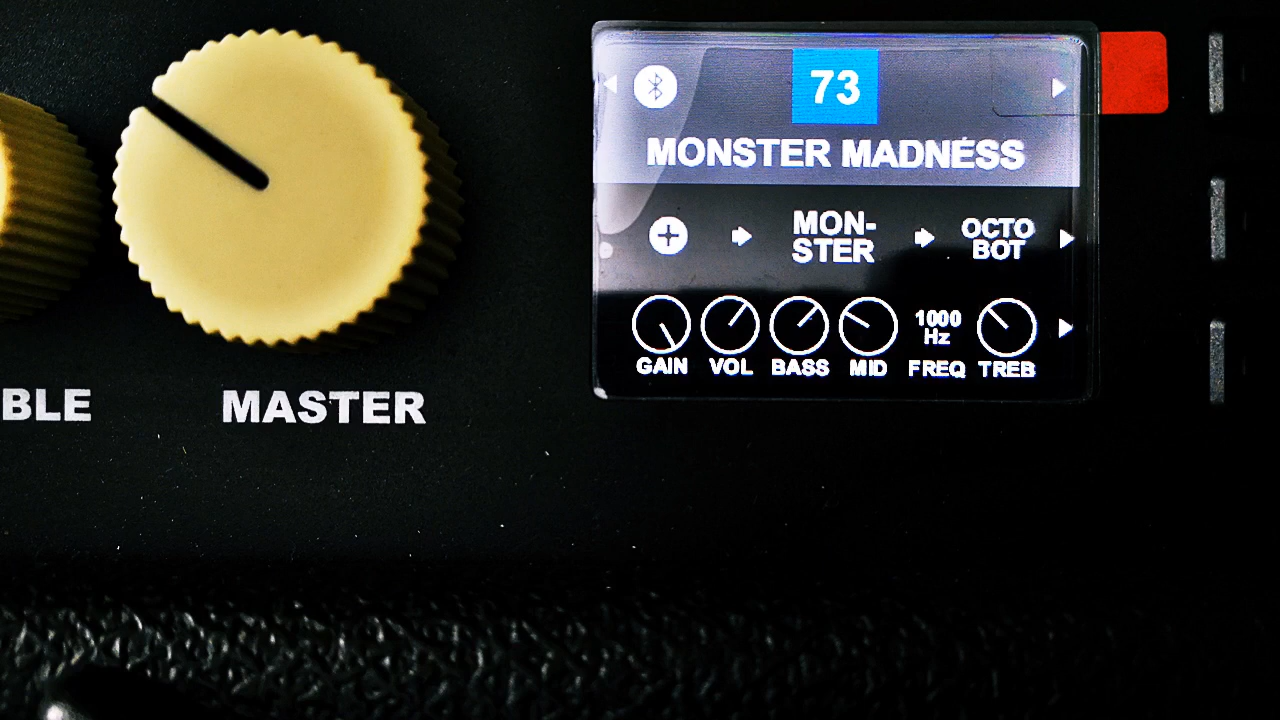 73
MONSTER MADNESS
MON-
STER
OCTO
BOT
1000
Hz
GAIN VOL BASS MID FREQ TREB
BLE
MASTER